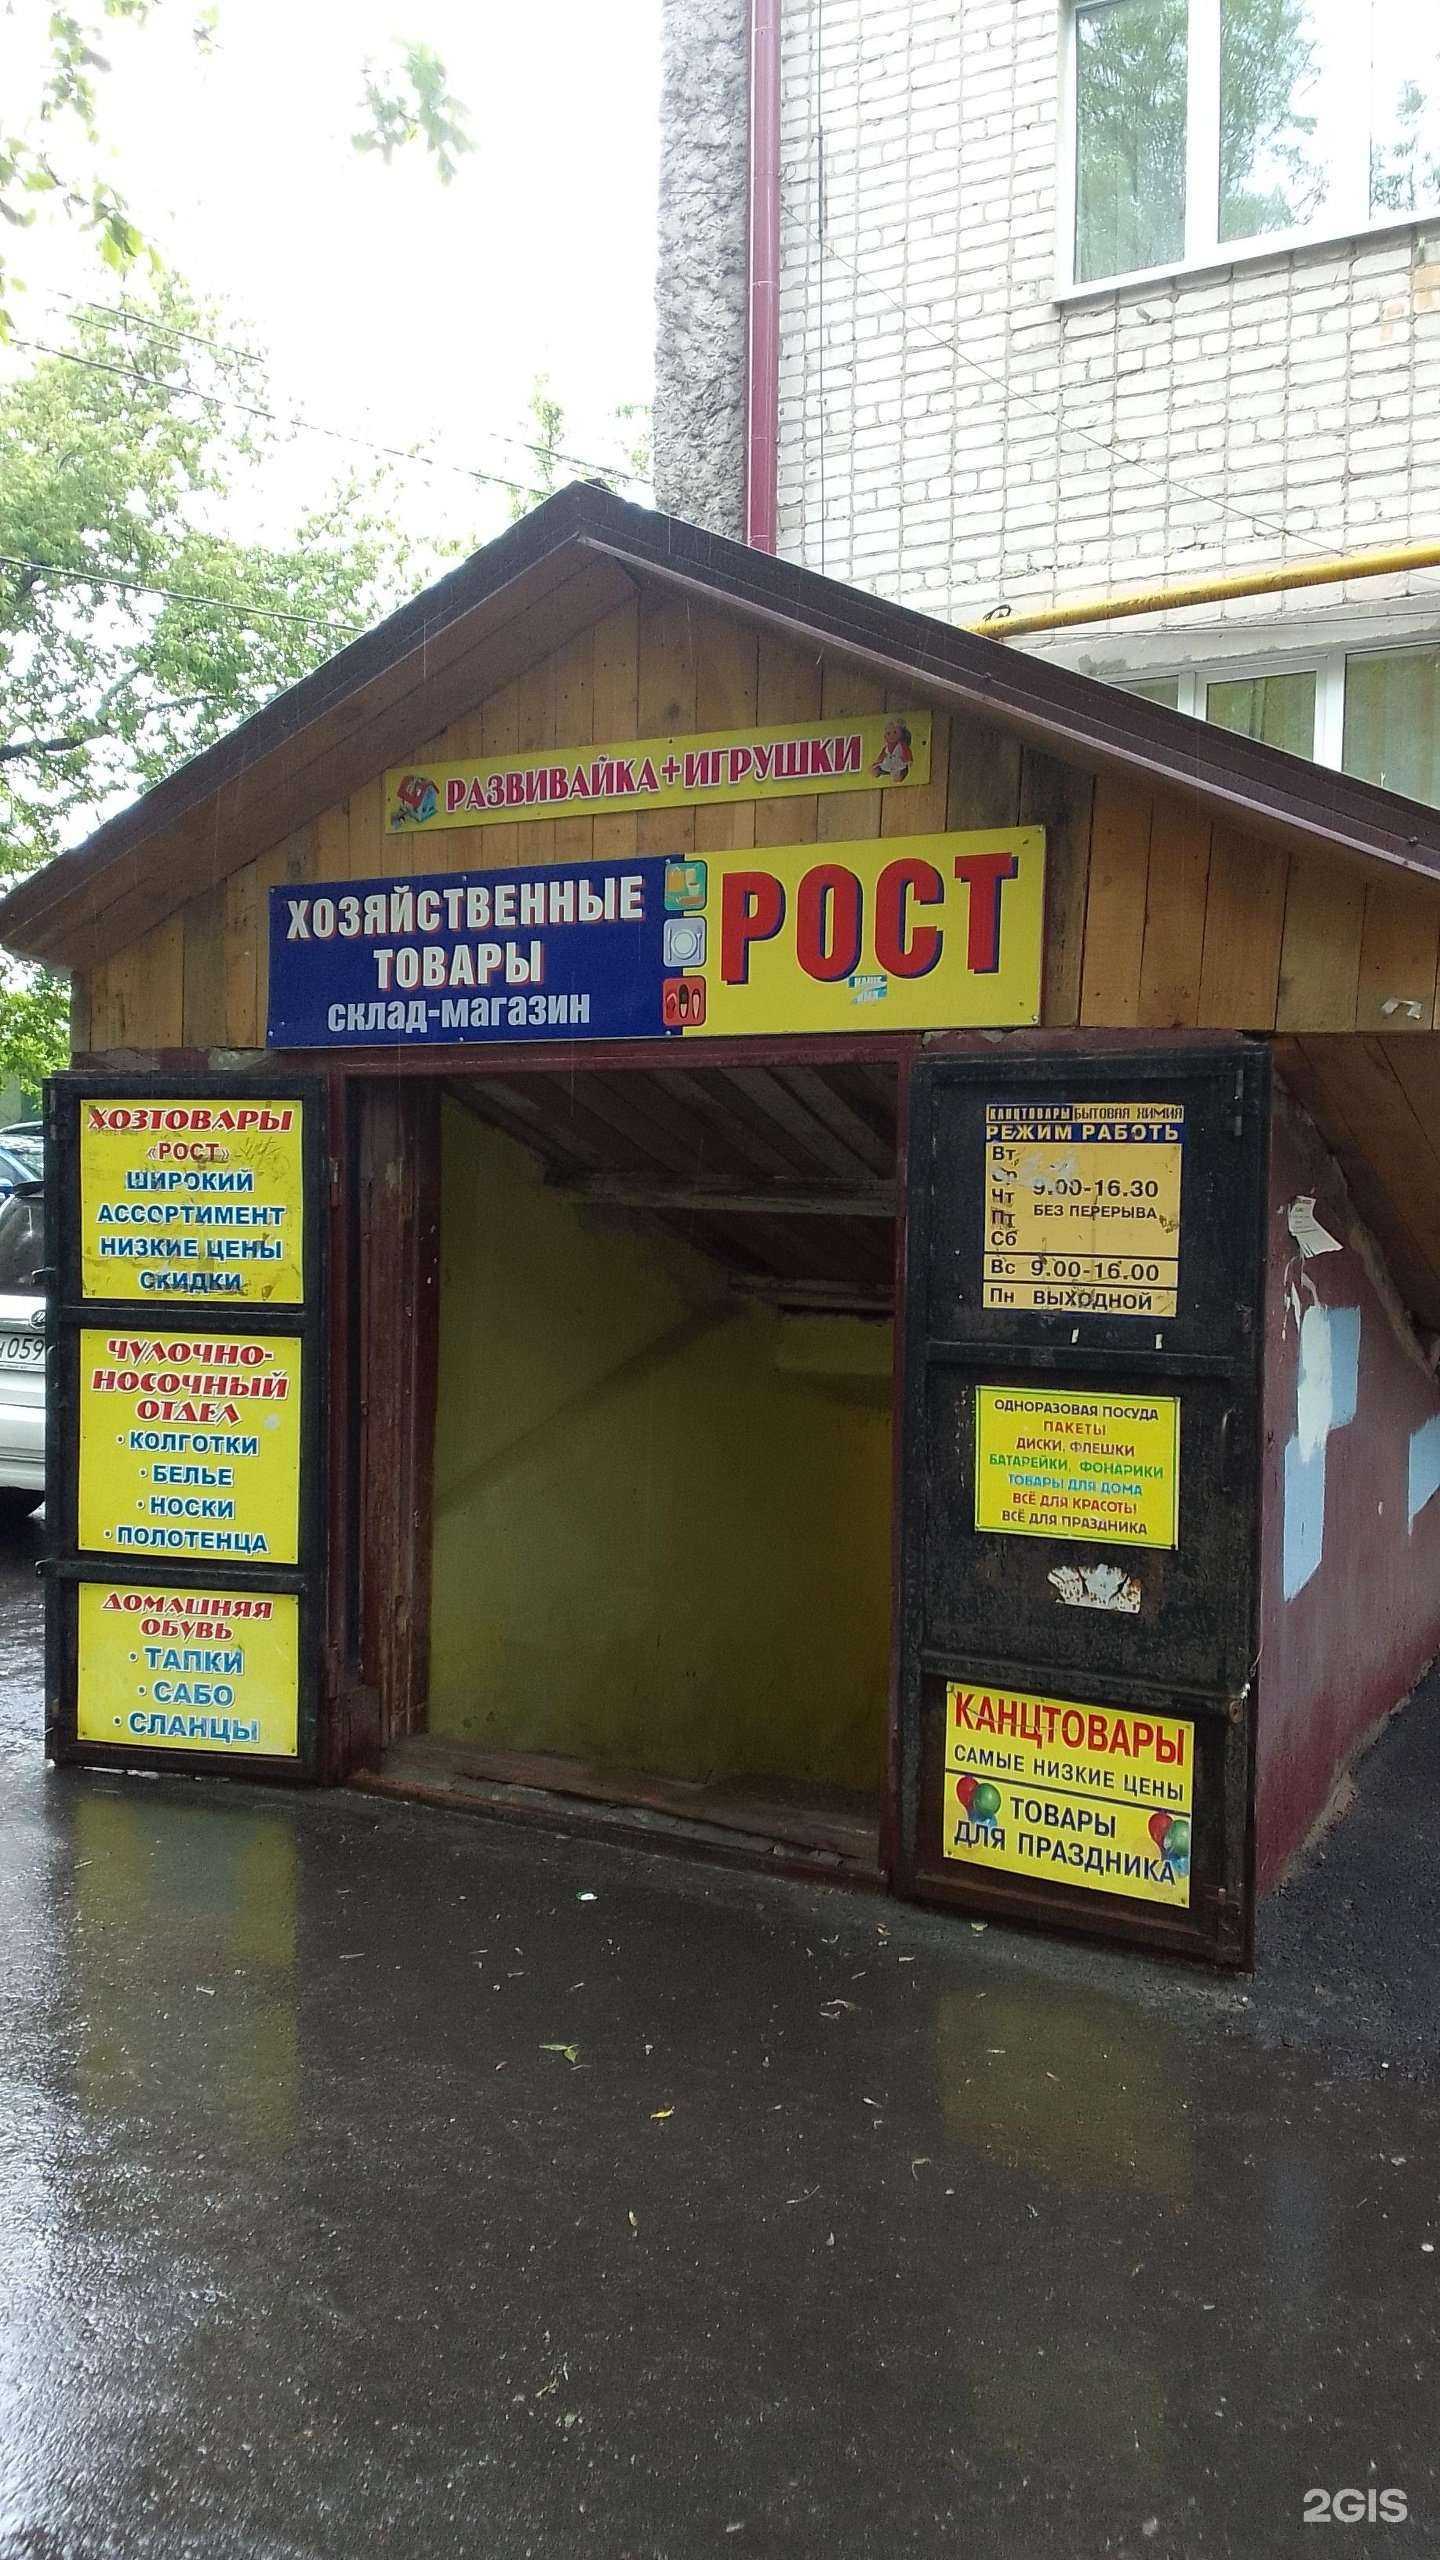 РАЗВИВАЙКА+ИГРУШКИ
ХОЗЯЙСТВЕННЫЕ
ТОВАРЫ
склад-магазин
РОСТ
ХОЗТОВАРЫ
«РОСТ»
ШИРОКИЙ
АССОРТИМЕНТ
НИЗКИЕ ЦЕНЫ
СКИДКИ
ЧУЛОЧНО-
НОСОЧНЫЙ
ОТДЕЛ
· КОЛГОТКИ
· БЕЛЬЕ
· НОСКИ
· ПОЛОТЕНЦА
ДОМАШНЯЯ
ОБУВЬ
· ТАПКИ
· САБО
· СЛАНЦЫ
КАНЦТОВАРЫ БЫТОВАЯ ХИМИЯ
РЕЖИМ РАБОТЬ
Вт
Ср
Чт
Пт
Сб
9.00-16.30
БЕЗ ПЕРЕРЫВА
Вс 9.00-16.00
Пн ВЫХОДНОЙ
ОДНОРАЗОВАЯ ПОСУДА
ПАКЕТЫ
ДИСКИ, ФЛЕШКИ
БАТАРЕЙКИ, ФОНАРИКИ
ТОВАРЫ ДЛЯ ДОМА
ВСЁ ДЛЯ КРАСОТЫ
ВСЁ ДЛЯ ПРАЗДНИКА
КАНЦТОВАРЫ
САМЫЕ НИЗКИЕ ЦЕНЫ
ТОВАРЫ
ДЛЯ ПРАЗДНИКА
059
2GIS